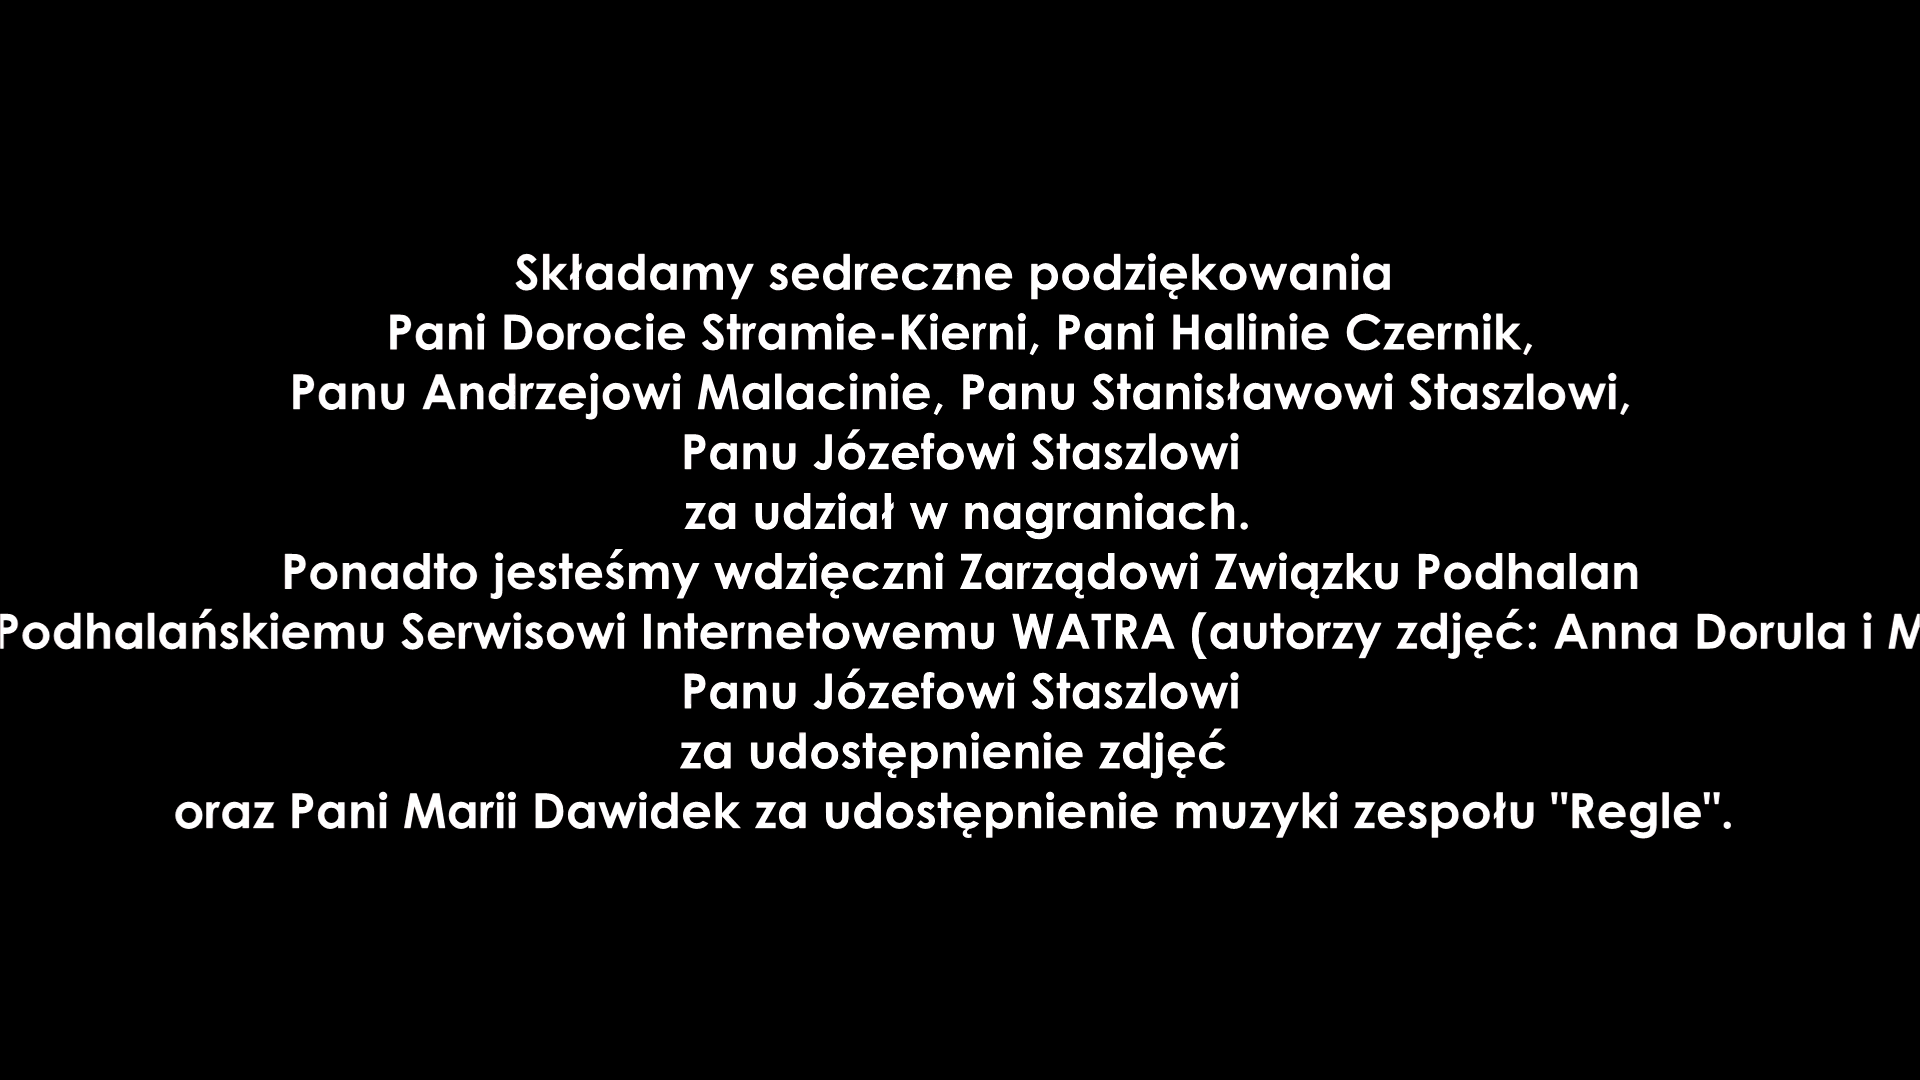 Składamy sedreczne podziękowania
Pani Dorocie Stramie-Kierni, Pani Halinie Czernik,
Panu Andrzejowi Malacinie, Panu Stanisławowi Staszlowi,
Panu Józefowi Staszlowi
za udział w nagraniach.
Ponadto jesteśmy wdzięczni Zarządowi Związku Podhalan
Podhalańskiemu Serwisowi Internetowemu WATRA (autorzy zdjęć: Anna Dorula i
Panu Józefowi Staszlowi
za udostępnienie zdjęć
oraz Pani Marii Dawidek za udostępnienie muzyki zespołu "Regle".